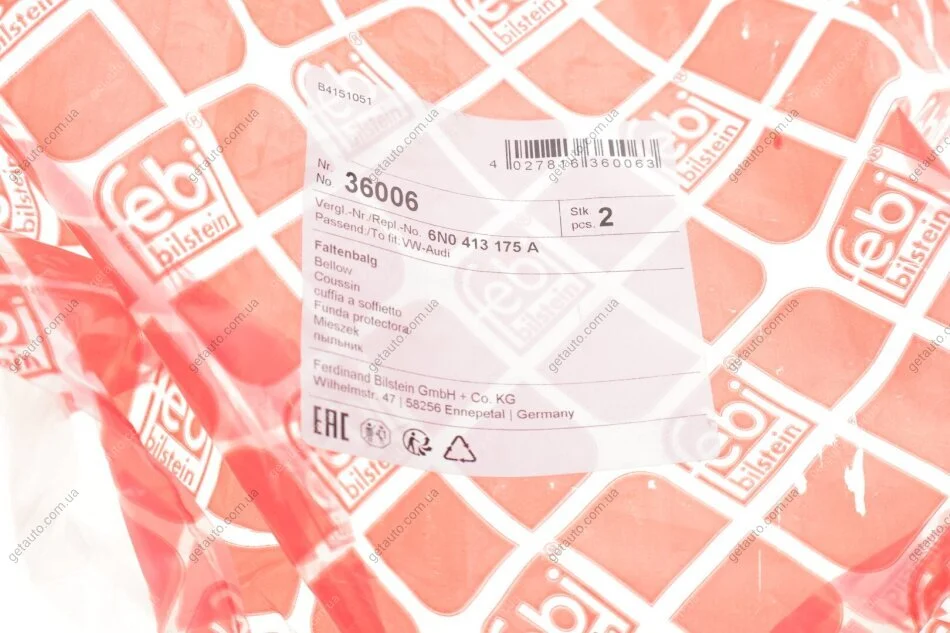 B4151051
4 027816 360063
Nr.
No. 36006
Stk
pcs. 2
Vergl.-Nr./Repl.-No. 6N0 413 175 A
Passend:/To fit: VW-Audi
Faltenbalg
Bellow
Coussin
cuffia a soffietto
Funda protectora
Mieszek
пыльник
Ferdinand Bilstein GmbH + Co. KG
Wilhelmstr. 47 | 58256 Ennepetal | Germany
EAC
febi
bilstein
getauto.com.ua